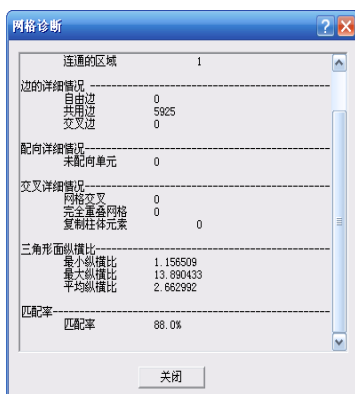 网格诊断
连通的区域 1
边的详细情况 --------------------
自由边 0
共用边 5925
交叉边 0
配向详细情况--------------------
未配向单元 0
交叉详细情况--------------------
网格交叉 0
完全重叠网格 0
复制柱体元素 0
三角形面纵横比--------------------
最小纵横比 1.156509
最大纵横比 13.890433
平均纵横比 2.662992
匹配率--------------------
匹配率 88.0%
关闭